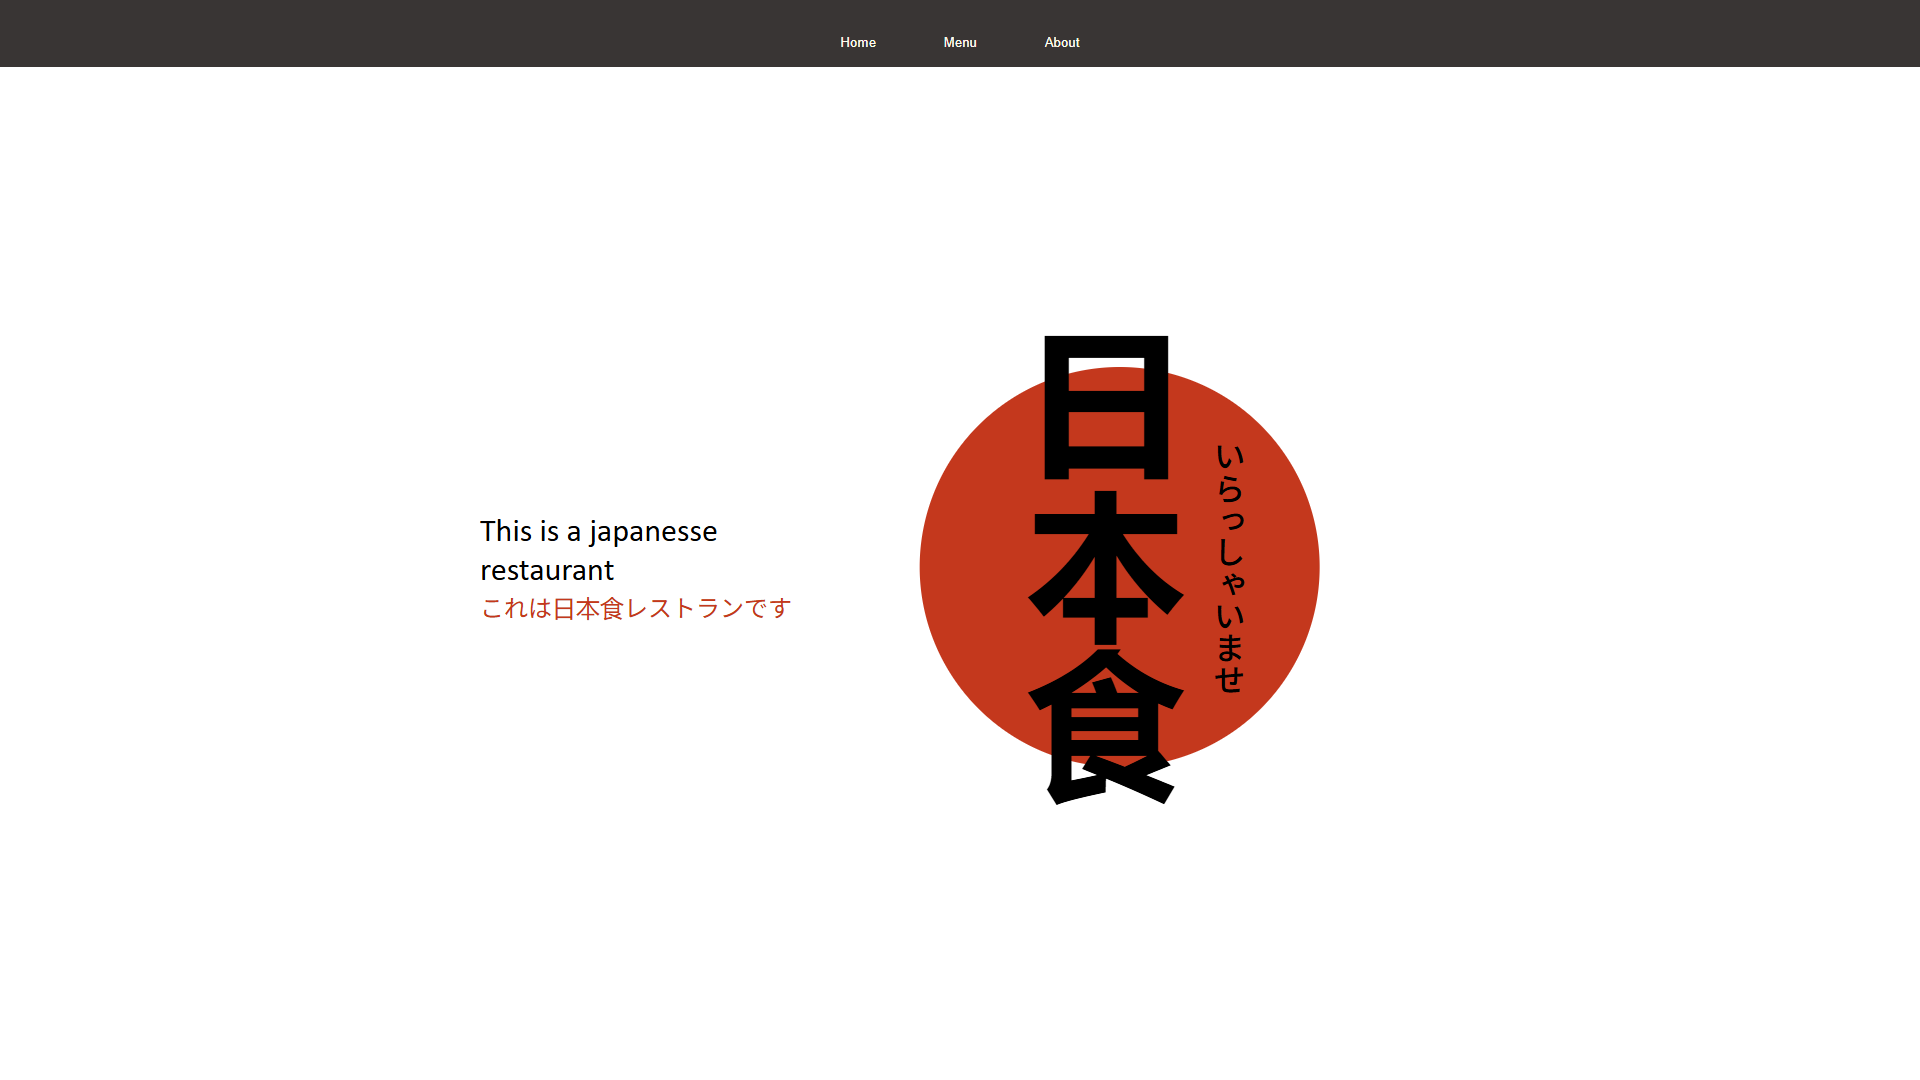 Home
Menu
About
This is a japanesse
restaurant
これは日本食レストランです
日本食
いらっしゃいませ